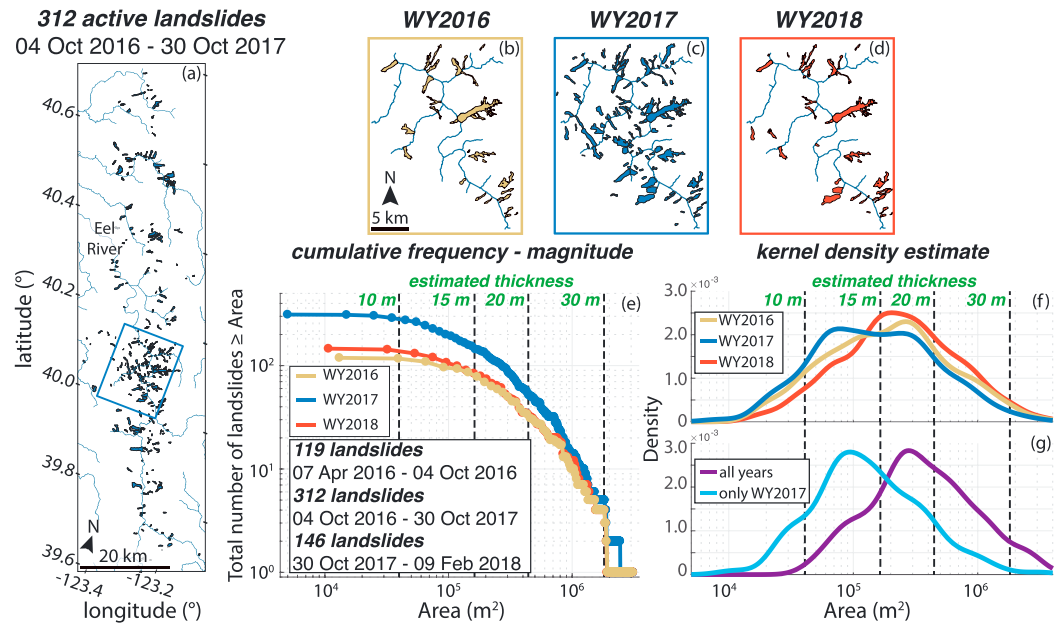 312 active landslides
04 Oct 2016 - 30 Oct 2017
WY2016
WY2017
WY2018
(a)
(b)
(c)
(d)
40.6
40.4
40.2
40.0
39.8
39.6
latitude (°)
Eel
River
N
20 km
-123.4
-123.2
longitude (°)
N
5 km
cumulative frequency - magnitude
estimated thickness
10 m
15 m
20 m
30 m
(e)
Total number of landslides ≥ Area
10²
10¹
10⁰
WY2016
WY2017
WY2018
119 landslides
07 Apr 2016 - 04 Oct 2016
312 landslides
04 Oct 2016 - 30 Oct 2017
146 landslides
30 Oct 2017 - 09 Feb 2018
10⁵
10⁶
Area (m²)
kernel density estimate
estimated thickness
×10⁻³
10 m
15 m
20 m
30 m
(f)
3.0
2.0
1.0
0
WY2016
WY2017
WY2018
Density
×10⁻³
(g)
3.0
2.0
1.0
0
all years
only WY2017
10⁴
10⁵
10⁶
Area (m²)